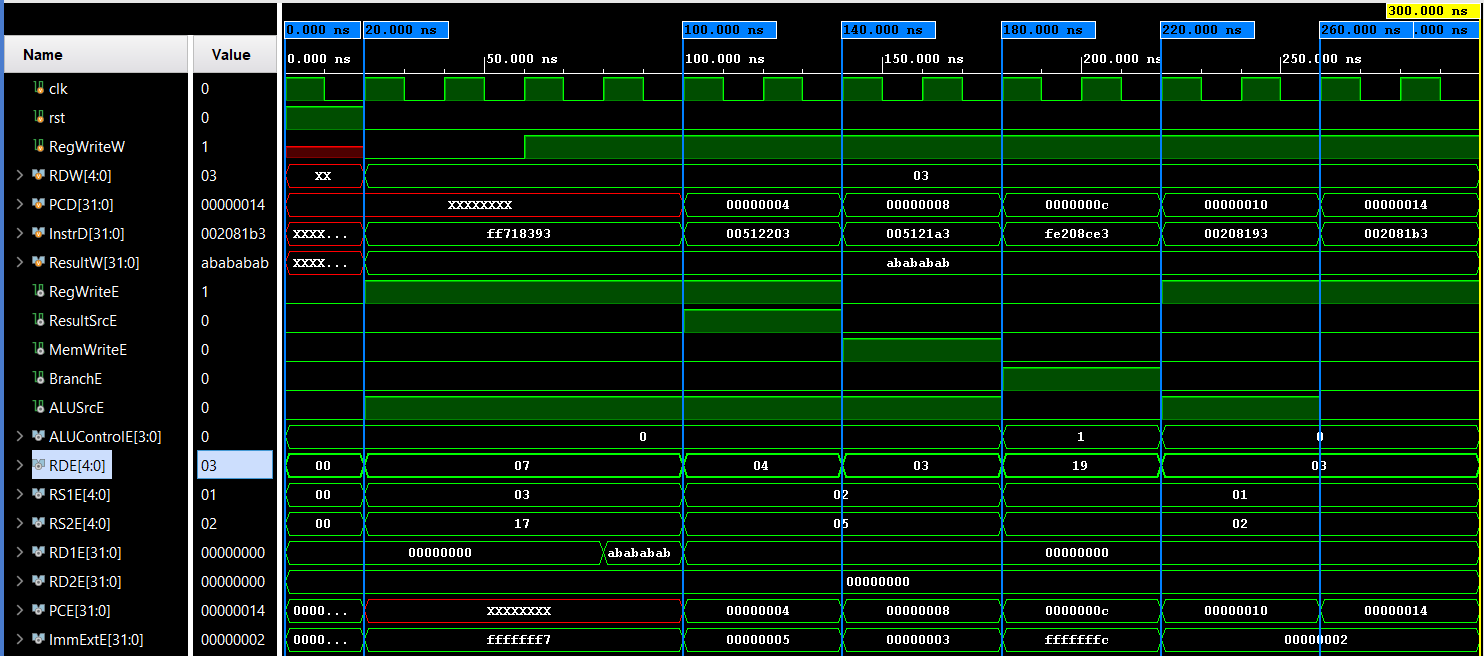 300.000 ns
0.000 ns 20.000 ns 100.000 ns 140.000 ns 180.000 ns 220.000 ns 260.000 ns .000 ns
Name Value 0.000 ns 50.000 ns 100.000 ns 150.000 ns 200.000 ns 250.000 ns
clk 0
rst 0
RegWriteW 1
RDW[4:0] 03 XX 03
PCD[31:0] 00000014 XXXXXXXX 00000004 00000008 0000000c 00000010 00000014
InstrD[31:0] 002081b3 XXXX... ff718393 00512203 005121a3 fe208ce3 00208193 002081b3
ResultW[31:0] abababab XXXX... abababab
RegWriteE 1
ResultSrcE 0
MemWriteE 0
BranchE 0
ALUSrcE 0
ALUControlE[3:0] 0 0 1 0
RDE[4:0] 03 00 07 04 03 19 03
RS1E[4:0] 01 00 03 02 01
RS2E[4:0] 02 00 17 05 02
RD1E[31:0] 00000000 00000000 abababab 00000000
RD2E[31:0] 00000000 00000000
PCE[31:0] 00000014 0000... XXXXXXXX 00000004 00000008 0000000c 00000010 00000014
ImmExtE[31:0] 00000002 0000... fffffff7 00000005 00000003 fffffffc 00000002